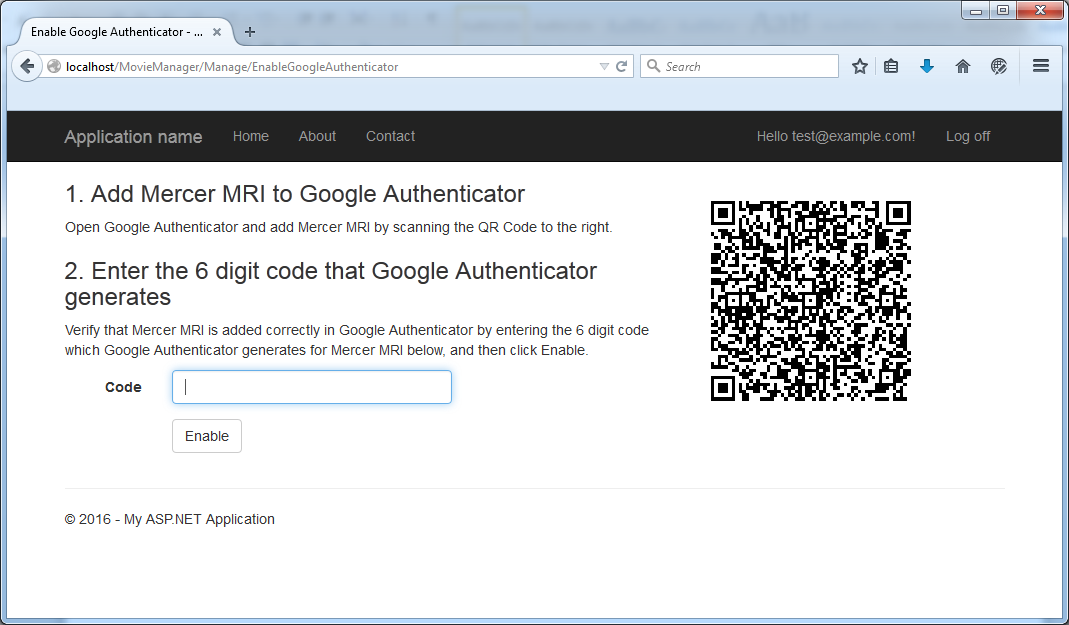 Enable Google Authenticator - ...
localhost/MovieManager/Manage/EnableGoogleAuthenticator
Search
Application name Home About Contact Hello test@example.com! Log off
1. Add Mercer MRI to Google Authenticator
Open Google Authenticator and add Mercer MRI by scanning the QR Code to the right.
2. Enter the 6 digit code that Google Authenticator
generates
Verify that Mercer MRI is added correctly in Google Authenticator by entering the 6 digit code
which Google Authenticator generates for Mercer MRI below, and then click Enable.
Code
Enable
© 2016 - My ASP.NET Application